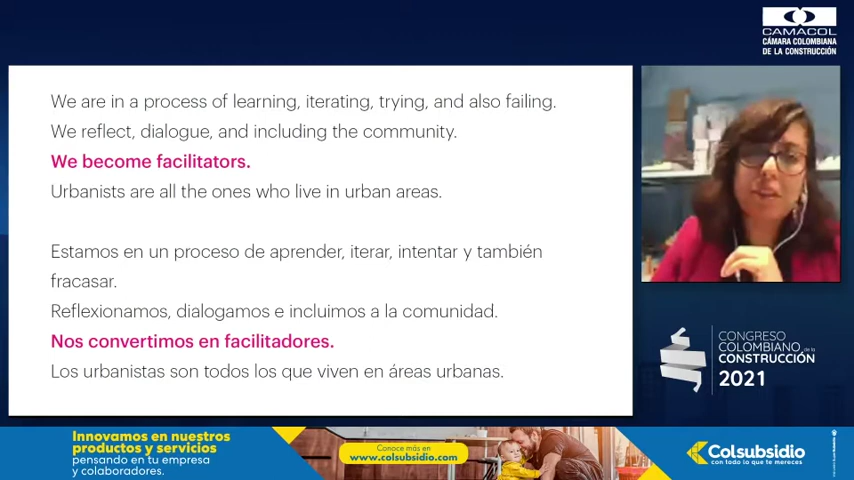 CAMACOL
CÁMARA COLOMBIANA
DE LA CONSTRUCCIÓN
We are in a process of learning, iterating, trying, and also failing.
We reflect, dialogue, and including the community.
We become facilitators.
Urbanists are all the ones who live in urban areas.
Estamos en un proceso de aprender, iterar, intentar y también
fracasar.
Reflexionamos, dialogamos e incluimos a la comunidad.
Nos convertimos en facilitadores.
Los urbanistas son todos los que viven en áreas urbanas.
CONGRESO
COLOMBIANO de la
CONSTRUCCIÓN
2021
Innovamos en nuestros
productos y servicios
pensando en tu empresa
y colaboradores.
Conoce más en
www.colsubsidio.com
Colsubsidio
con todo lo que te mereces